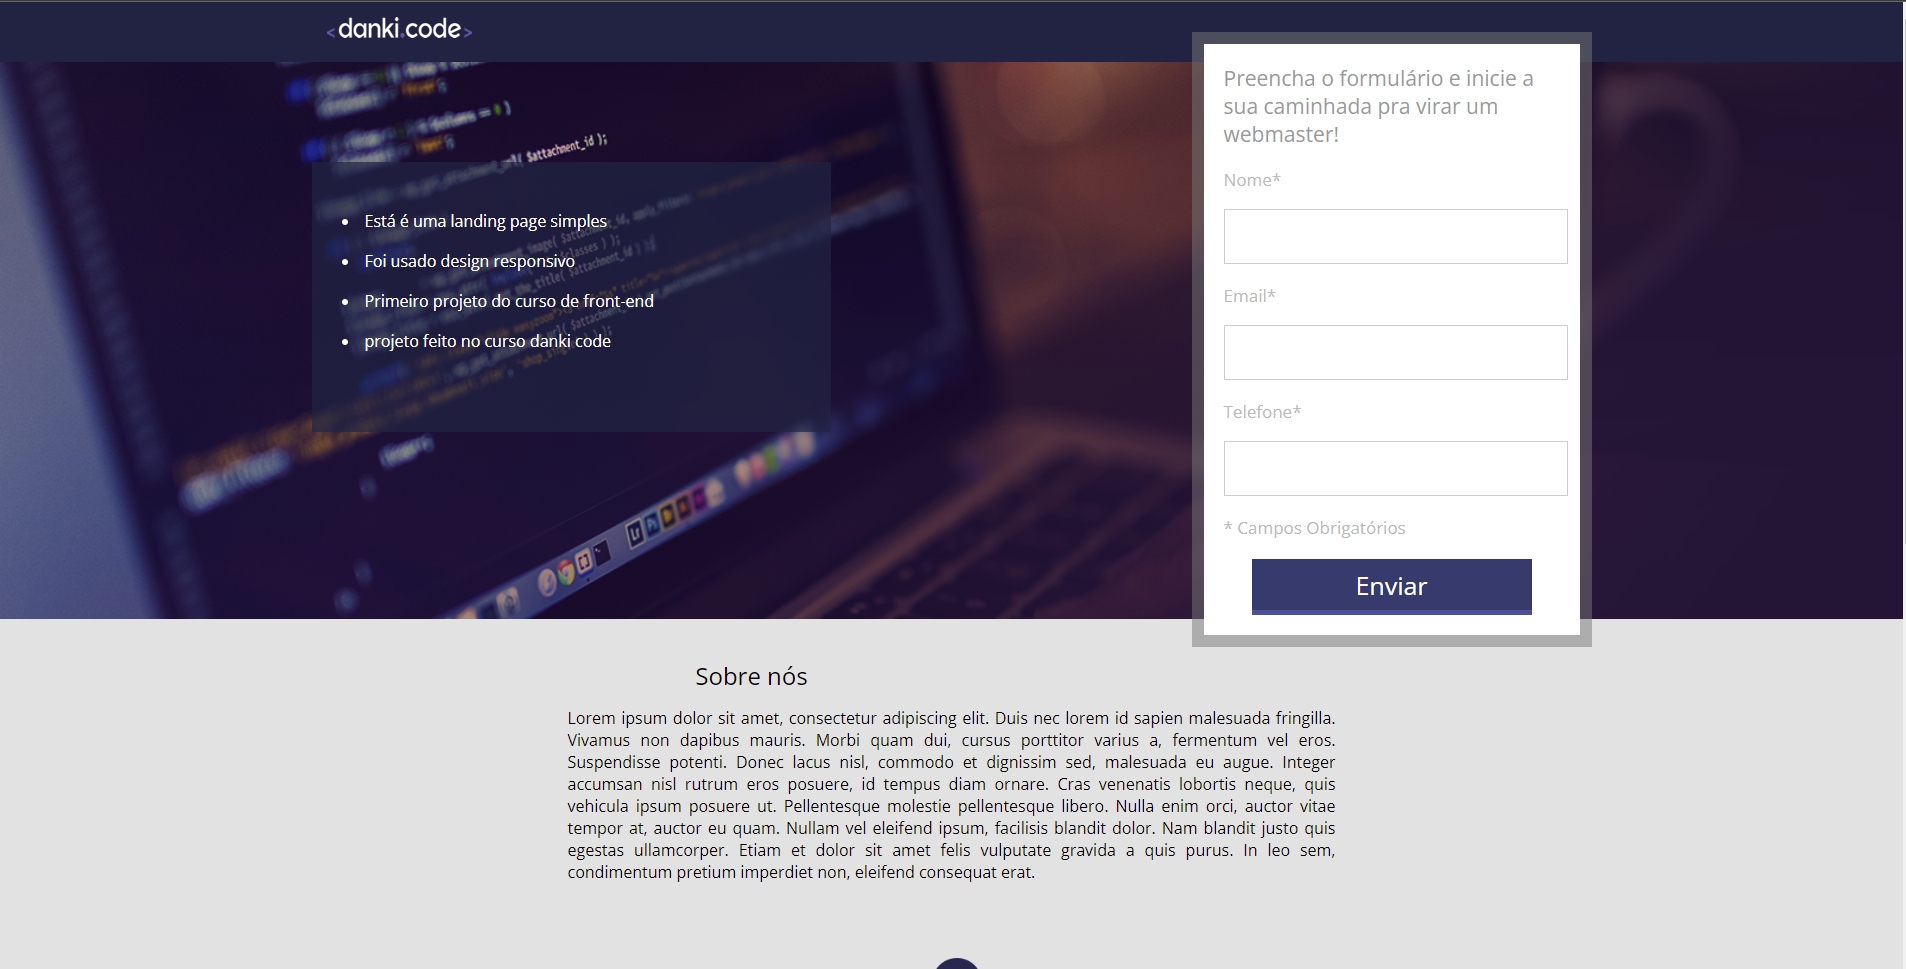 <danki.code>
$attachment_id );
Está é uma landing page simples
Foi usado design responsivo
Primeiro projeto do curso de front-end
projeto feito no curso danki code
Preencha o formulário e inicie a
sua caminhada pra virar um
webmaster!
Nome*
Email*
Telefone*
* Campos Obrigatórios
Enviar
Sobre nós
Lorem ipsum dolor sit amet, consectetur adipiscing elit. Duis nec lorem id sapien malesuada fringilla.
Vivamus non dapibus mauris. Morbi quam dui, cursus porttitor varius a, fermentum vel eros.
Suspendisse potenti. Donec lacus nisl, commodo et dignissim sed, malesuada eu augue. Integer
accumsan nisl rutrum eros posuere, id tempus diam ornare. Cras venenatis lobortis neque, quis
vehicula ipsum posuere ut. Pellentesque molestie pellentesque libero. Nulla enim orci, auctor vitae
tempor at, auctor eu quam. Nullam vel eleifend ipsum, facilisis blandit dolor. Nam blandit justo quis
egestas ullamcorper. Etiam et dolor sit amet felis vulputate gravida a quis purus. In leo sem,
condimentum pretium imperdiet non, eleifend consequat erat.